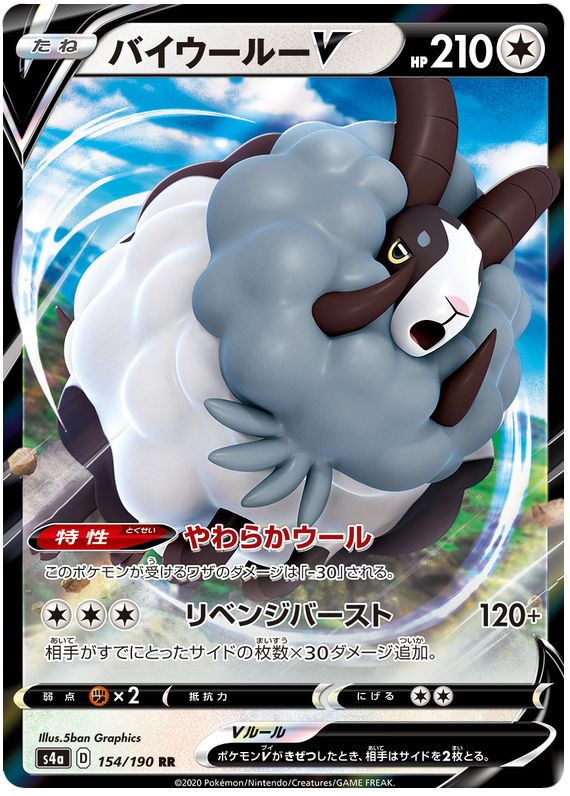 たね バイウールーV HP210
特性 とくせい やわらかウール
このポケモンが受けるワザのダメージは「-30」される。
リベンジバースト 120+
相手がすでにとったサイドの枚数×30ダメージ追加。
弱点 ×2 抵抗力 にげる
Illus.5ban Graphics
Vルール
s4a D 154/190 RR
ポケモンVがきぜつしたとき、相手はサイドを2枚とる。
©2020 Pokémon/Nintendo/Creatures/GAME FREAK.